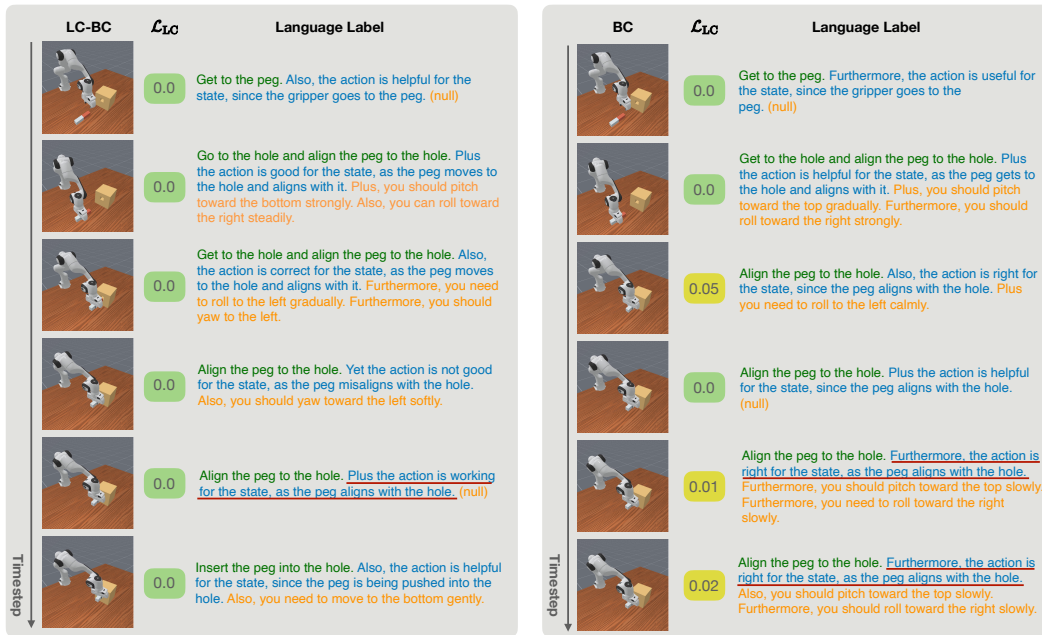 LC-BC
ℒLC
Language Label
0.0
Get to the peg. Also, the action is helpful for the
state, since the gripper goes to the peg. (null)
0.0
Go to the hole and align the peg to the hole. Plus
the action is good for the state, as the peg moves to
the hole and aligns with it. Plus, you should pitch
toward the bottom strongly. Also, you can roll toward
the right steadily.
0.0
Get to the hole and align the peg to the hole. Also,
the action is correct for the state, as the peg moves
to the hole and aligns with it. Furthermore, you need
to roll to the left gradually. Furthermore, you should
yaw to the left.
0.0
Align the peg to the hole. Yet the action is not good
for the state, as the peg misaligns with the hole.
Also, you should yaw toward the left softly.
0.0
Align the peg to the hole. Plus the action is working
for the state, as the peg aligns with the hole. (null)
0.0
Insert the peg into the hole. Also, the action is helpful
for the state, since the peg is being pushed into the
hole. Also, you need to move to the bottom gently.
Timestep
BC
ℒLC
Language Label
0.0
Get to the peg. Furthermore, the action is useful for
the state, since the gripper goes to the
peg. (null)
0.0
Get to the hole and align the peg to the hole. Plus
the action is helpful for the state, as the peg gets to
the hole and aligns with it. Plus, you should pitch
toward the top gradually. Furthermore, you should
roll toward the right strongly.
0.05
Align the peg to the hole. Also, the action is right for
the state, since the peg aligns with the hole. Plus
you need to roll to the left calmly.
0.0
Align the peg to the hole. Plus the action is helpful
for the state, since the peg aligns with the hole.
(null)
0.01
Align the peg to the hole. Furthermore, the action is
right for the state, as the peg aligns with the hole.
Furthermore, you should pitch toward the top slowly.
Furthermore, you need to roll toward the right
slowly.
0.02
Align the peg to the hole. Furthermore, the action is
right for the state, as the peg aligns with the hole.
Also, you should pitch toward the top slowly.
Furthermore, you should roll toward the right slowly.
Timestep